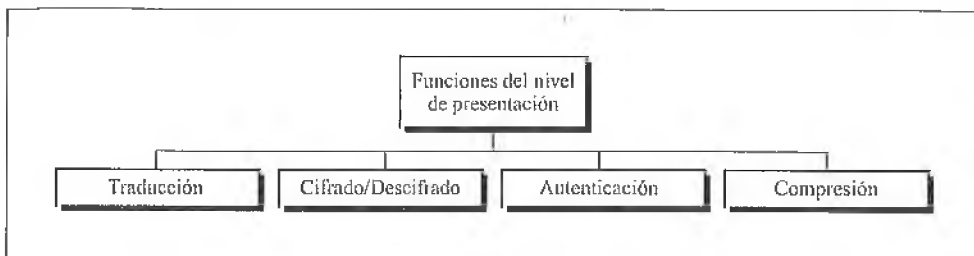 Funciones del nivel
de presentación
Traducción
Cifrado/Descifrado
Autenticación
Compresión